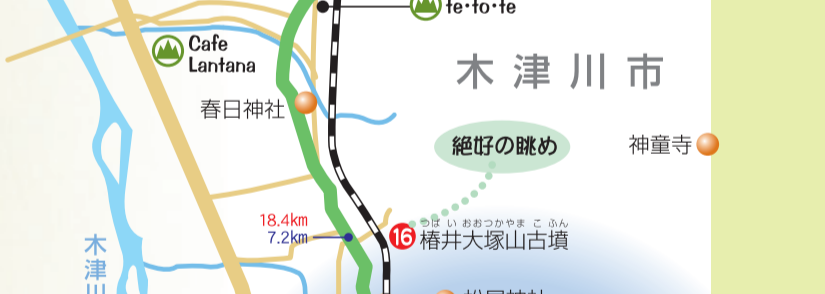 te・to・te
Cafe
Lantana
木津川市
春日神社
絶好の眺め
神童寺
18.4km
7.2km
16
つばい おおつかやま こふん
椿井大塚山古墳
木津川